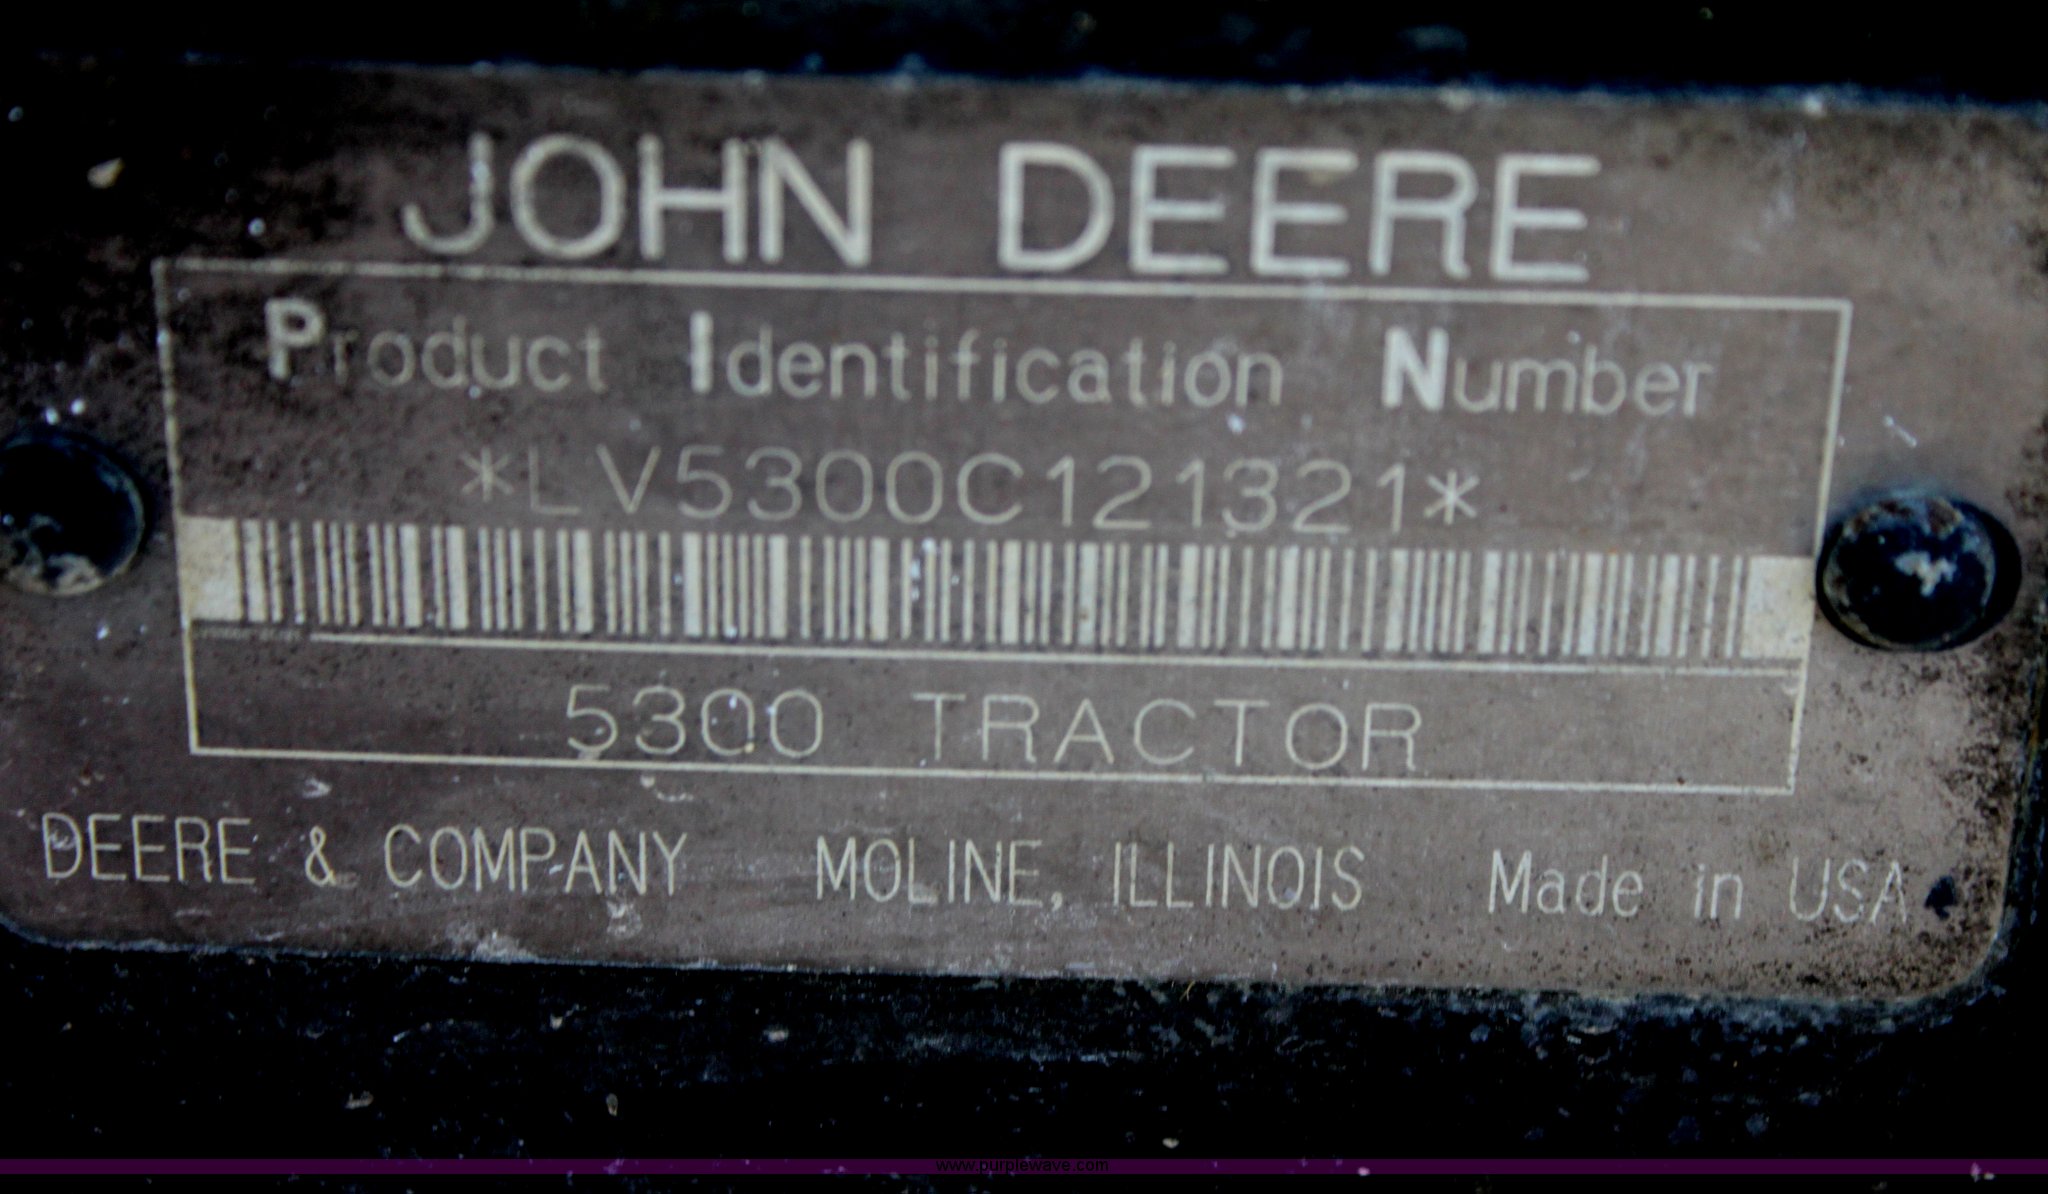 JOHN DEERE
Product Identification Number
*LV5300C121321*
5300 TRACTOR
DEERE & COMPANY MOLINE, ILLINOIS Made in USA
www.purplewave.com